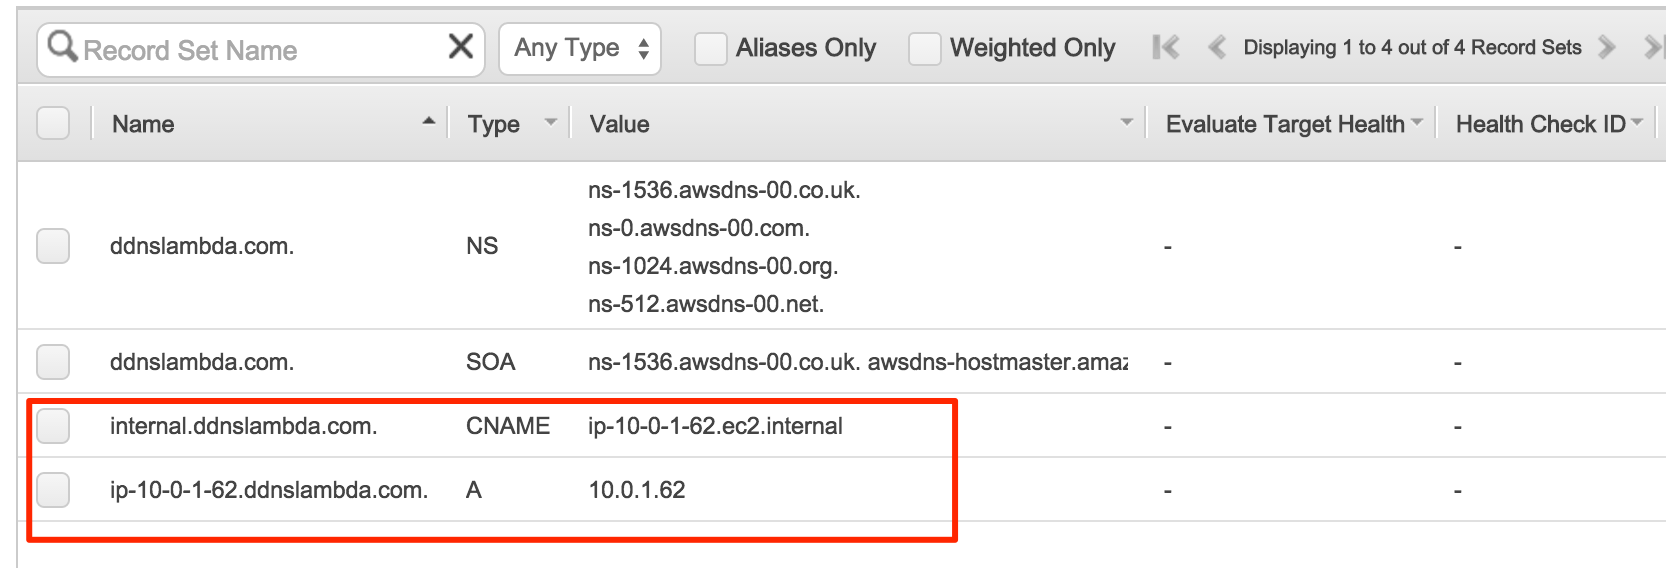 Record Set Name Any Type Aliases Only Weighted Only Displaying 1 to 4 out of 4 Record Sets
Name Type Value Evaluate Target Health Health Check ID
ns-1536.awsdns-00.co.uk.
ns-0.awsdns-00.com.
ddnslambda.com. NS - -
ns-1024.awsdns-00.org.
ns-512.awsdns-00.net.
ddnslambda.com. SOA ns-1536.awsdns-00.co.uk. awsdns-hostmaster.amaz - -
internal.ddnslambda.com. CNAME ip-10-0-1-62.ec2.internal - -
ip-10-0-1-62.ddnslambda.com. A 10.0.1.62 - -